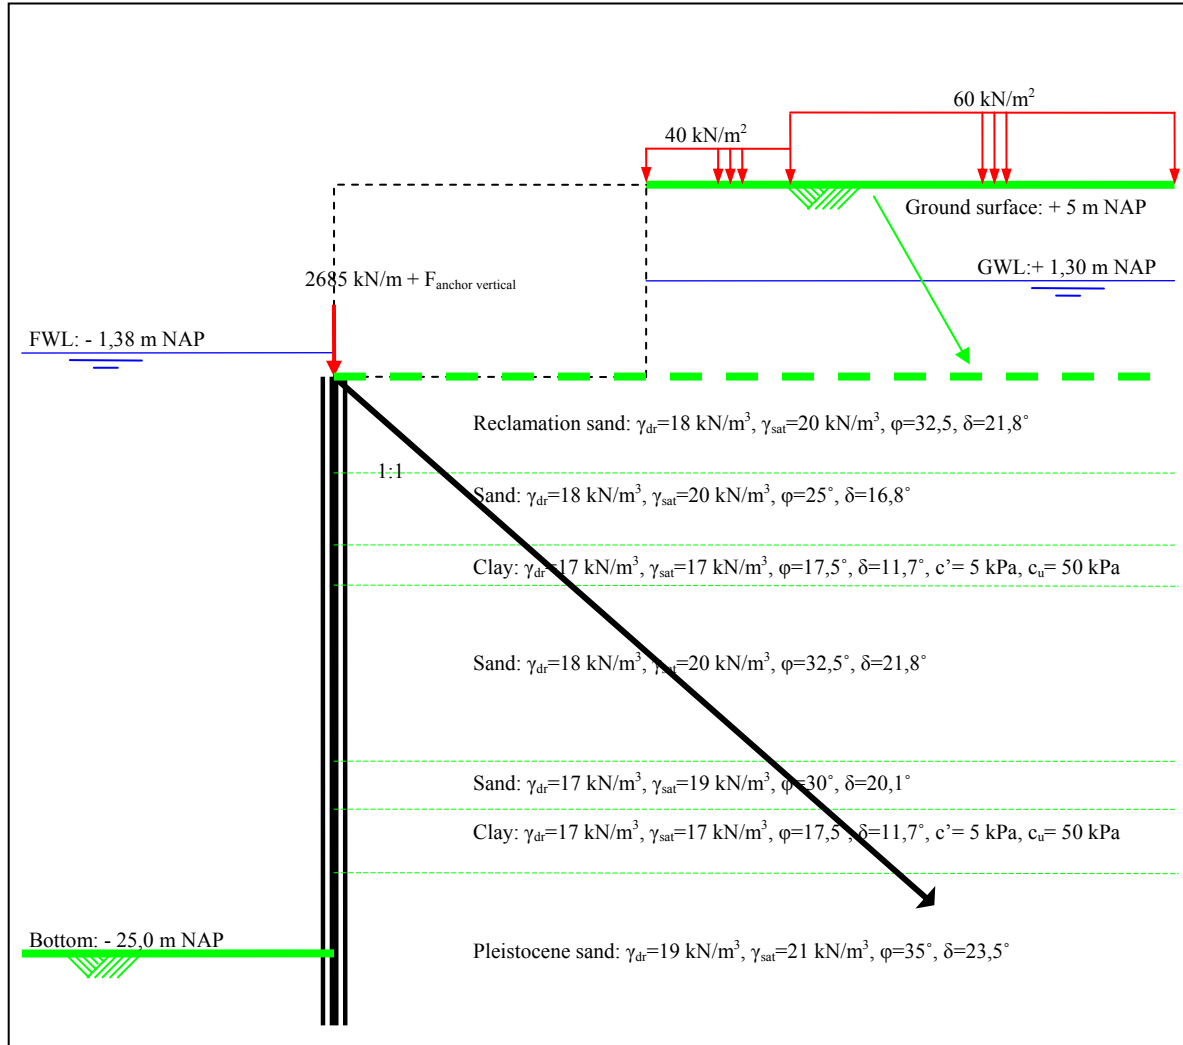 60 kN/m²
40 kN/m²
Ground surface: + 5 m NAP
GWL:+ 1,30 m NAP
2685 kN/m + Fanchor vertical
FWL: - 1,38 m NAP
Reclamation sand: γdr=18 kN/m³, γsat=20 kN/m³, φ=32,5, δ=21,8˚
1:1
Sand: γdr=18 kN/m³, γsat=20 kN/m³, φ=25˚, δ=16,8˚
Clay: γdr=17 kN/m³, γsat=17 kN/m³, φ=17,5˚, δ=11,7˚, c’= 5 kPa, cu= 50 kPa
Sand: γdr=18 kN/m³, γsat=20 kN/m³, φ=32,5˚, δ=21,8˚
Sand: γdr=17 kN/m³, γsat=19 kN/m³, φ=30˚, δ=20,1˚
Clay: γdr=17 kN/m³, γsat=17 kN/m³, φ=17,5˚, δ=11,7˚, c’= 5 kPa, cu= 50 kPa
Bottom: - 25,0 m NAP
Pleistocene sand: γdr=19 kN/m³, γsat=21 kN/m³, φ=35˚, δ=23,5˚